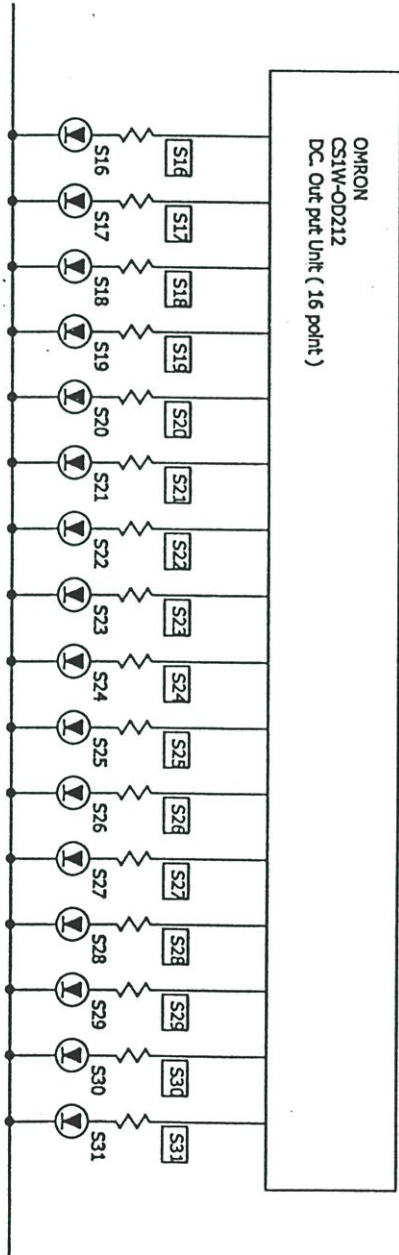 OMRON
CS1W-OD212
DC. Out put Unit ( 16 point )
S16
S17
S18
S19
S20
S21
S22
S23
S24
S25
S26
S27
S28
S29
S30
S31
S16
S17
S18
S19
S20
S21
S22
S23
S24
S25
S26
S27
S28
S29
S30
S31